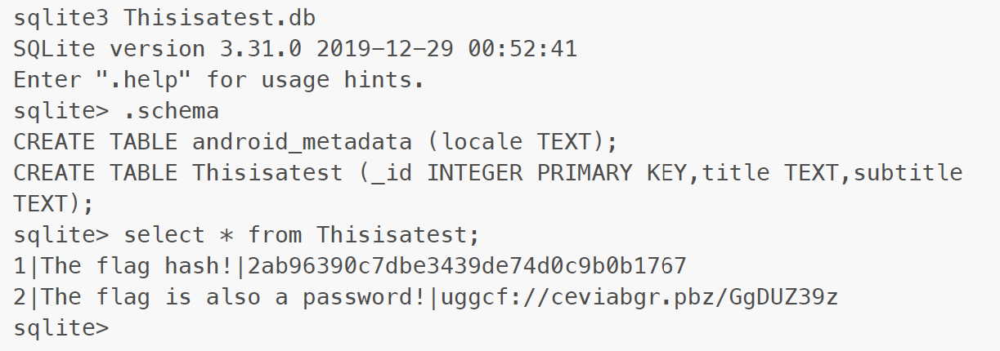 sqlite3 Thisisatest.db
SQLite version 3.31.0 2019-12-29 00:52:41
Enter ".help" for usage hints.
sqlite> .schema
CREATE TABLE android_metadata (locale TEXT);
CREATE TABLE Thisisatest (_id INTEGER PRIMARY KEY,title TEXT,subtitle
TEXT);
sqlite> select * from Thisisatest;
1|The flag hash!|2ab96390c7dbe3439de74d0c9b0b1767
2|The flag is also a password!|uggcf://ceviabgr.pbz/GgDUZ39z
sqlite>